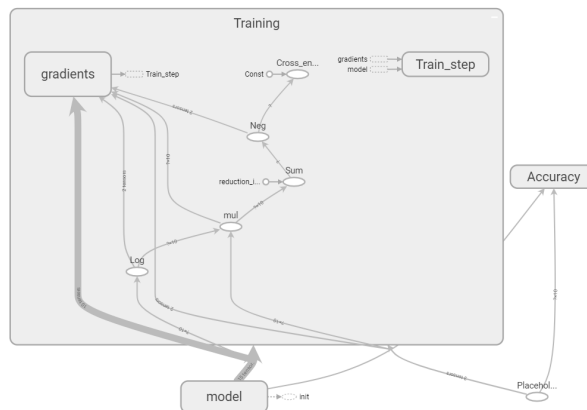 Training
gradients
Train_step
Cross_en...
Const
gradients
model
Train_step
Neg
Sum
reduction_i...
mul
Log
Accuracy
model
init
Placehol...